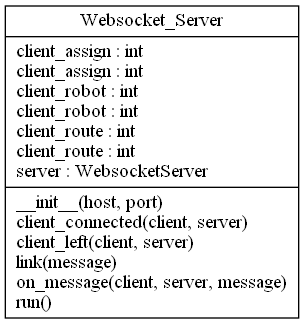 Websocket_Server
client_assign : int
client_assign : int
client_robot : int
client_robot : int
client_route : int
client_route : int
server : WebsocketServer
__init__(host, port)
client_connected(client, server)
client_left(client, server)
link(message)
on_message(client, server, message)
run()